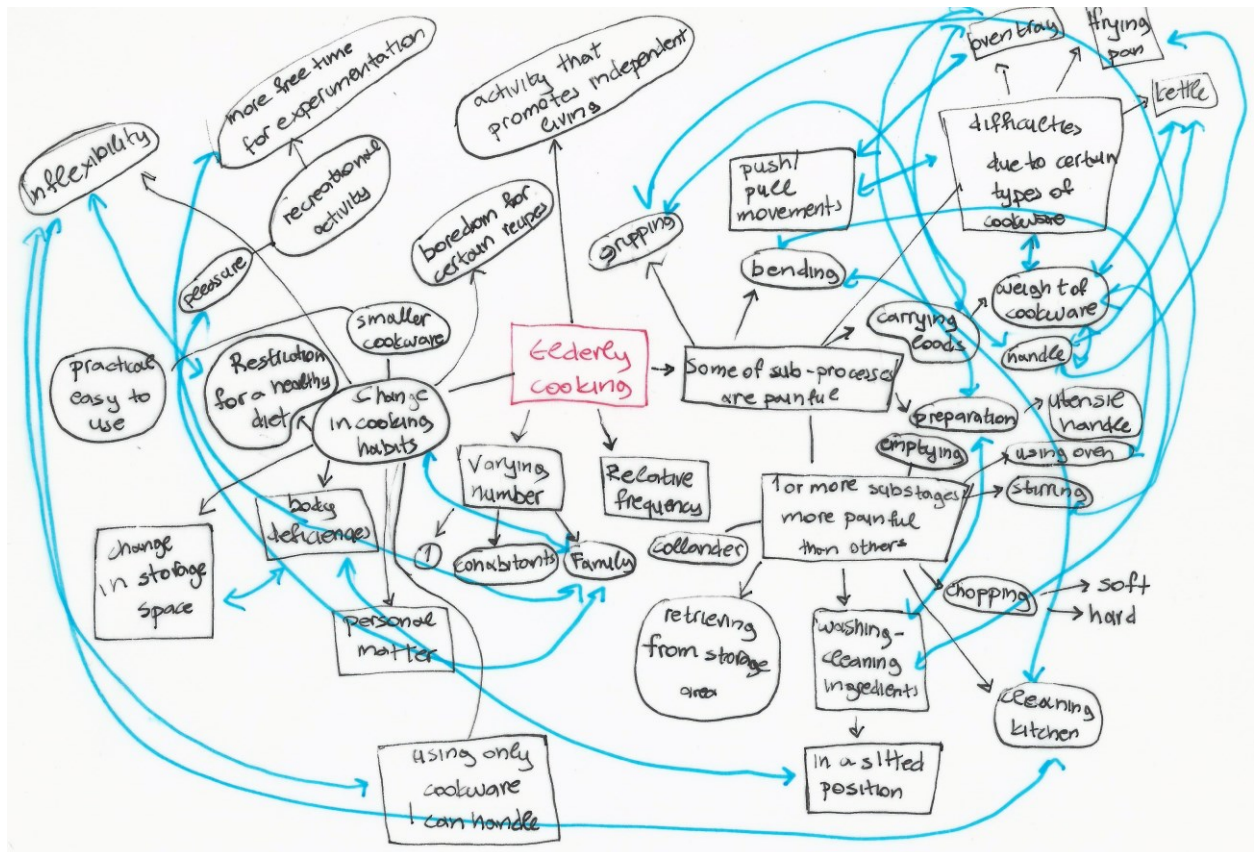 more free time
for experimentation
activity that
promotes independent
living
oven tray
frying
pan
kettle
inflexibility
recreational
activity
boredom for
certain recipes
push/
pull
movements
difficulties
due to certain
types of
cookware
gripping
bending
pleasure
smaller
cookware
weight of
cookware
carrying
loads
handle
practical
easy to
use
Restriction
for a healthy
diet
Change
in cooking
habits
Elderly
cooking
Some of sub-processes
are painful
preparation
utensil
handle
emptying
using oven
stirring
Varying
number
Relative
frequency
1 or more substages
more painful
than others
1
cohabitants
Family
collander
body
deficiences
change
in storage
space
personal
matter
chopping
soft
hard
retrieving
from storage
area
washing-
cleaning
ingredients
cleaning
kitchen
using only
cookware
I can handle
in a sitted
position